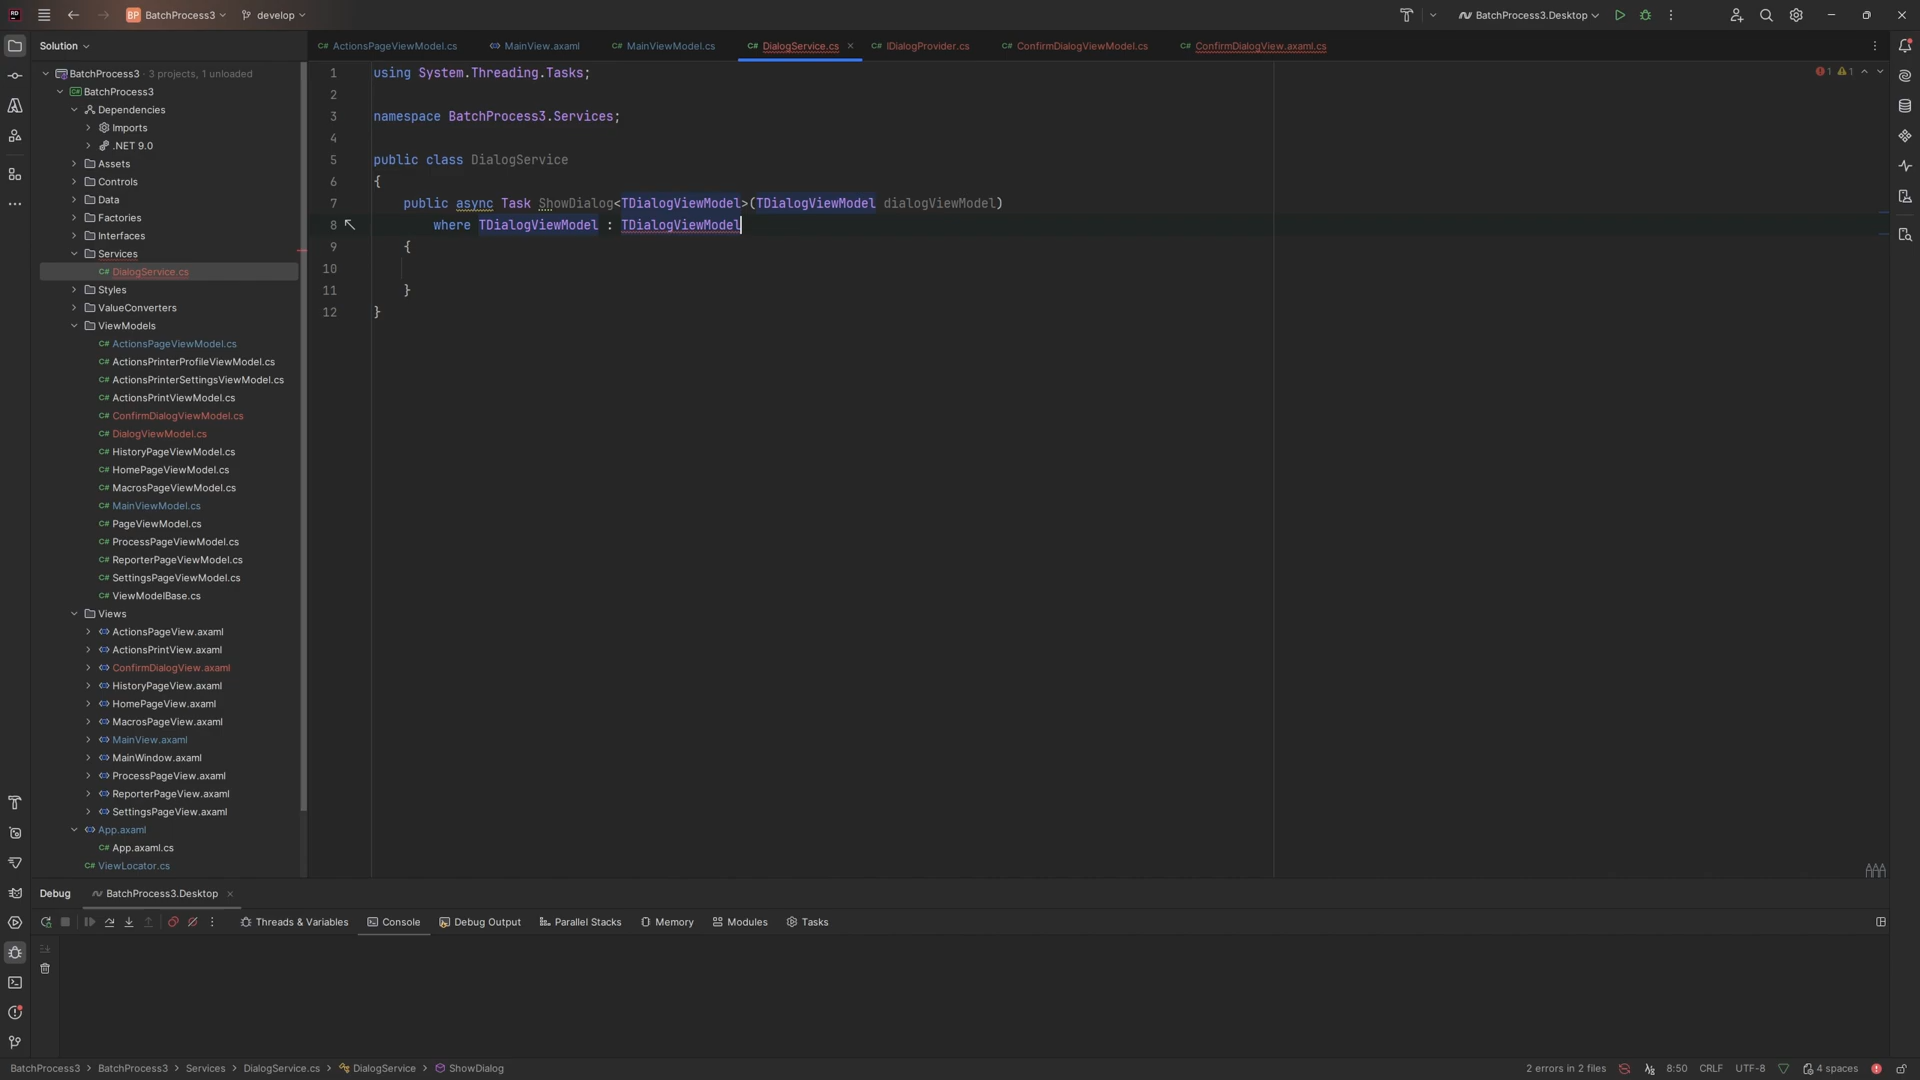 BP BatchProcess3 develop BatchProcess3.Desktop
Solution
ActionsPageViewModel.cs MainView.axaml C# MainViewModel.cs C# DialogService.cs C# IDialogProvider.cs C# ConfirmDialogViewModel.cs C# ConfirmDialogView.axaml.cs
BatchProcess3 · 3 projects, 1 unloaded
BatchProcess3
Dependencies
Imports
.NET 9.0
Assets
Controls
Data
Factories
Interfaces
Services
C# DialogService.cs
Styles
ValueConverters
ViewModels
C# ActionsPageViewModel.cs
C# ActionsPrinterProfileViewModel.cs
C# ActionsPrinterSettingsViewModel.cs
C# ActionsPrintViewModel.cs
C# ConfirmDialogViewModel.cs
C# DialogViewModel.cs
C# HistoryPageViewModel.cs
C# HomePageViewModel.cs
C# MacrosPageViewModel.cs
C# MainViewModel.cs
C# PageViewModel.cs
C# ProcessPageViewModel.cs
C# ReporterPageViewModel.cs
C# SettingsPageViewModel.cs
C# ViewModelBase.cs
Views
ActionsPageView.axaml
ActionsPrintView.axaml
ConfirmDialogView.axaml
HistoryPageView.axaml
HomePageView.axaml
MacrosPageView.axaml
MainView.axaml
MainWindow.axaml
ProcessPageView.axaml
ReporterPageView.axaml
SettingsPageView.axaml
App.axaml
C# App.axaml.cs
C# ViewLocator.cs
1 using System.Threading.Tasks;
2
3 namespace BatchProcess3.Services;
4
5 public class DialogService
6 {
7 public async Task ShowDialog<TDialogViewModel>(TDialogViewModel dialogViewModel)
8 where TDialogViewModel : TDialogViewModel
9 {
10
11 }
12 }
1 1
Debug BatchProcess3.Desktop
Threads & Variables Console Debug Output Parallel Stacks Memory Modules Tasks
BatchProcess3 > BatchProcess3 > Services > DialogService.cs > DialogService > ShowDialog
2 errors in 2 files 8:50 CRLF UTF-8 4 spaces